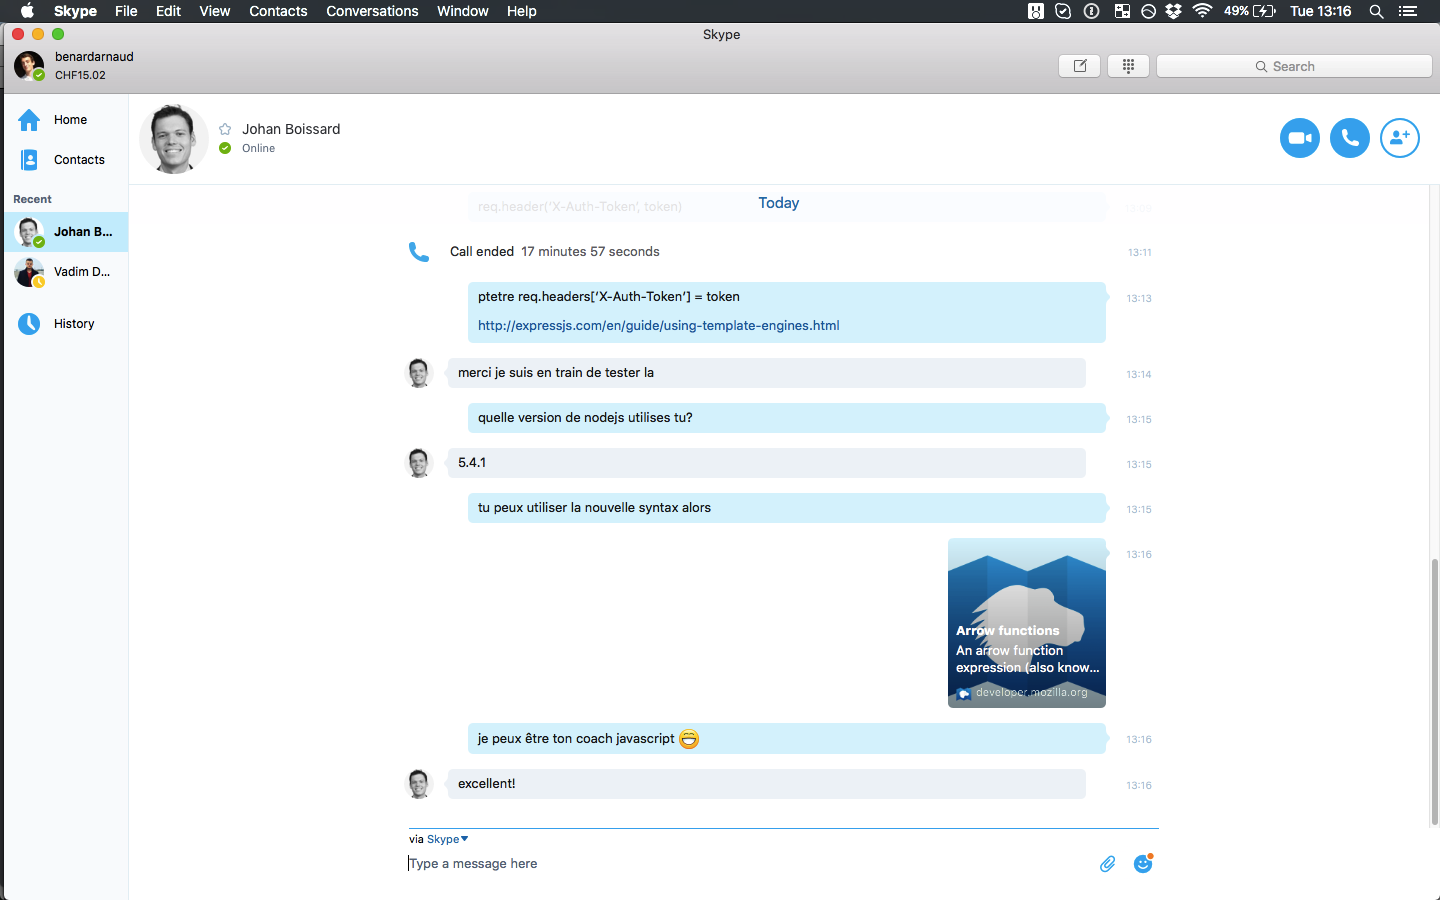 Skype File Edit View Contacts Conversations Window Help 49% Tue 13:16
Skype
benardarnaud
CHF15.02
Search
Home
Contacts
Recent
Johan B...
Vadim D...
History
Johan Boissard
Online
req.header('X-Auth-Token', token)
Today
Call ended 17 minutes 57 seconds 13:11
ptetre req.headers['X-Auth-Token'] = token 13:13
http://expressjs.com/en/guide/using-template-engines.html
merci je suis en train de tester la 13:14
quelle version de nodejs utilises tu? 13:15
5.4.1 13:15
tu peux utiliser la nouvelle syntax alors 13:15
13:16
Arrow functions
An arrow function
expression (also know...
developer.mozilla.org
je peux être ton coach javascript 13:16
excellent! 13:16
via Skype
Type a message here